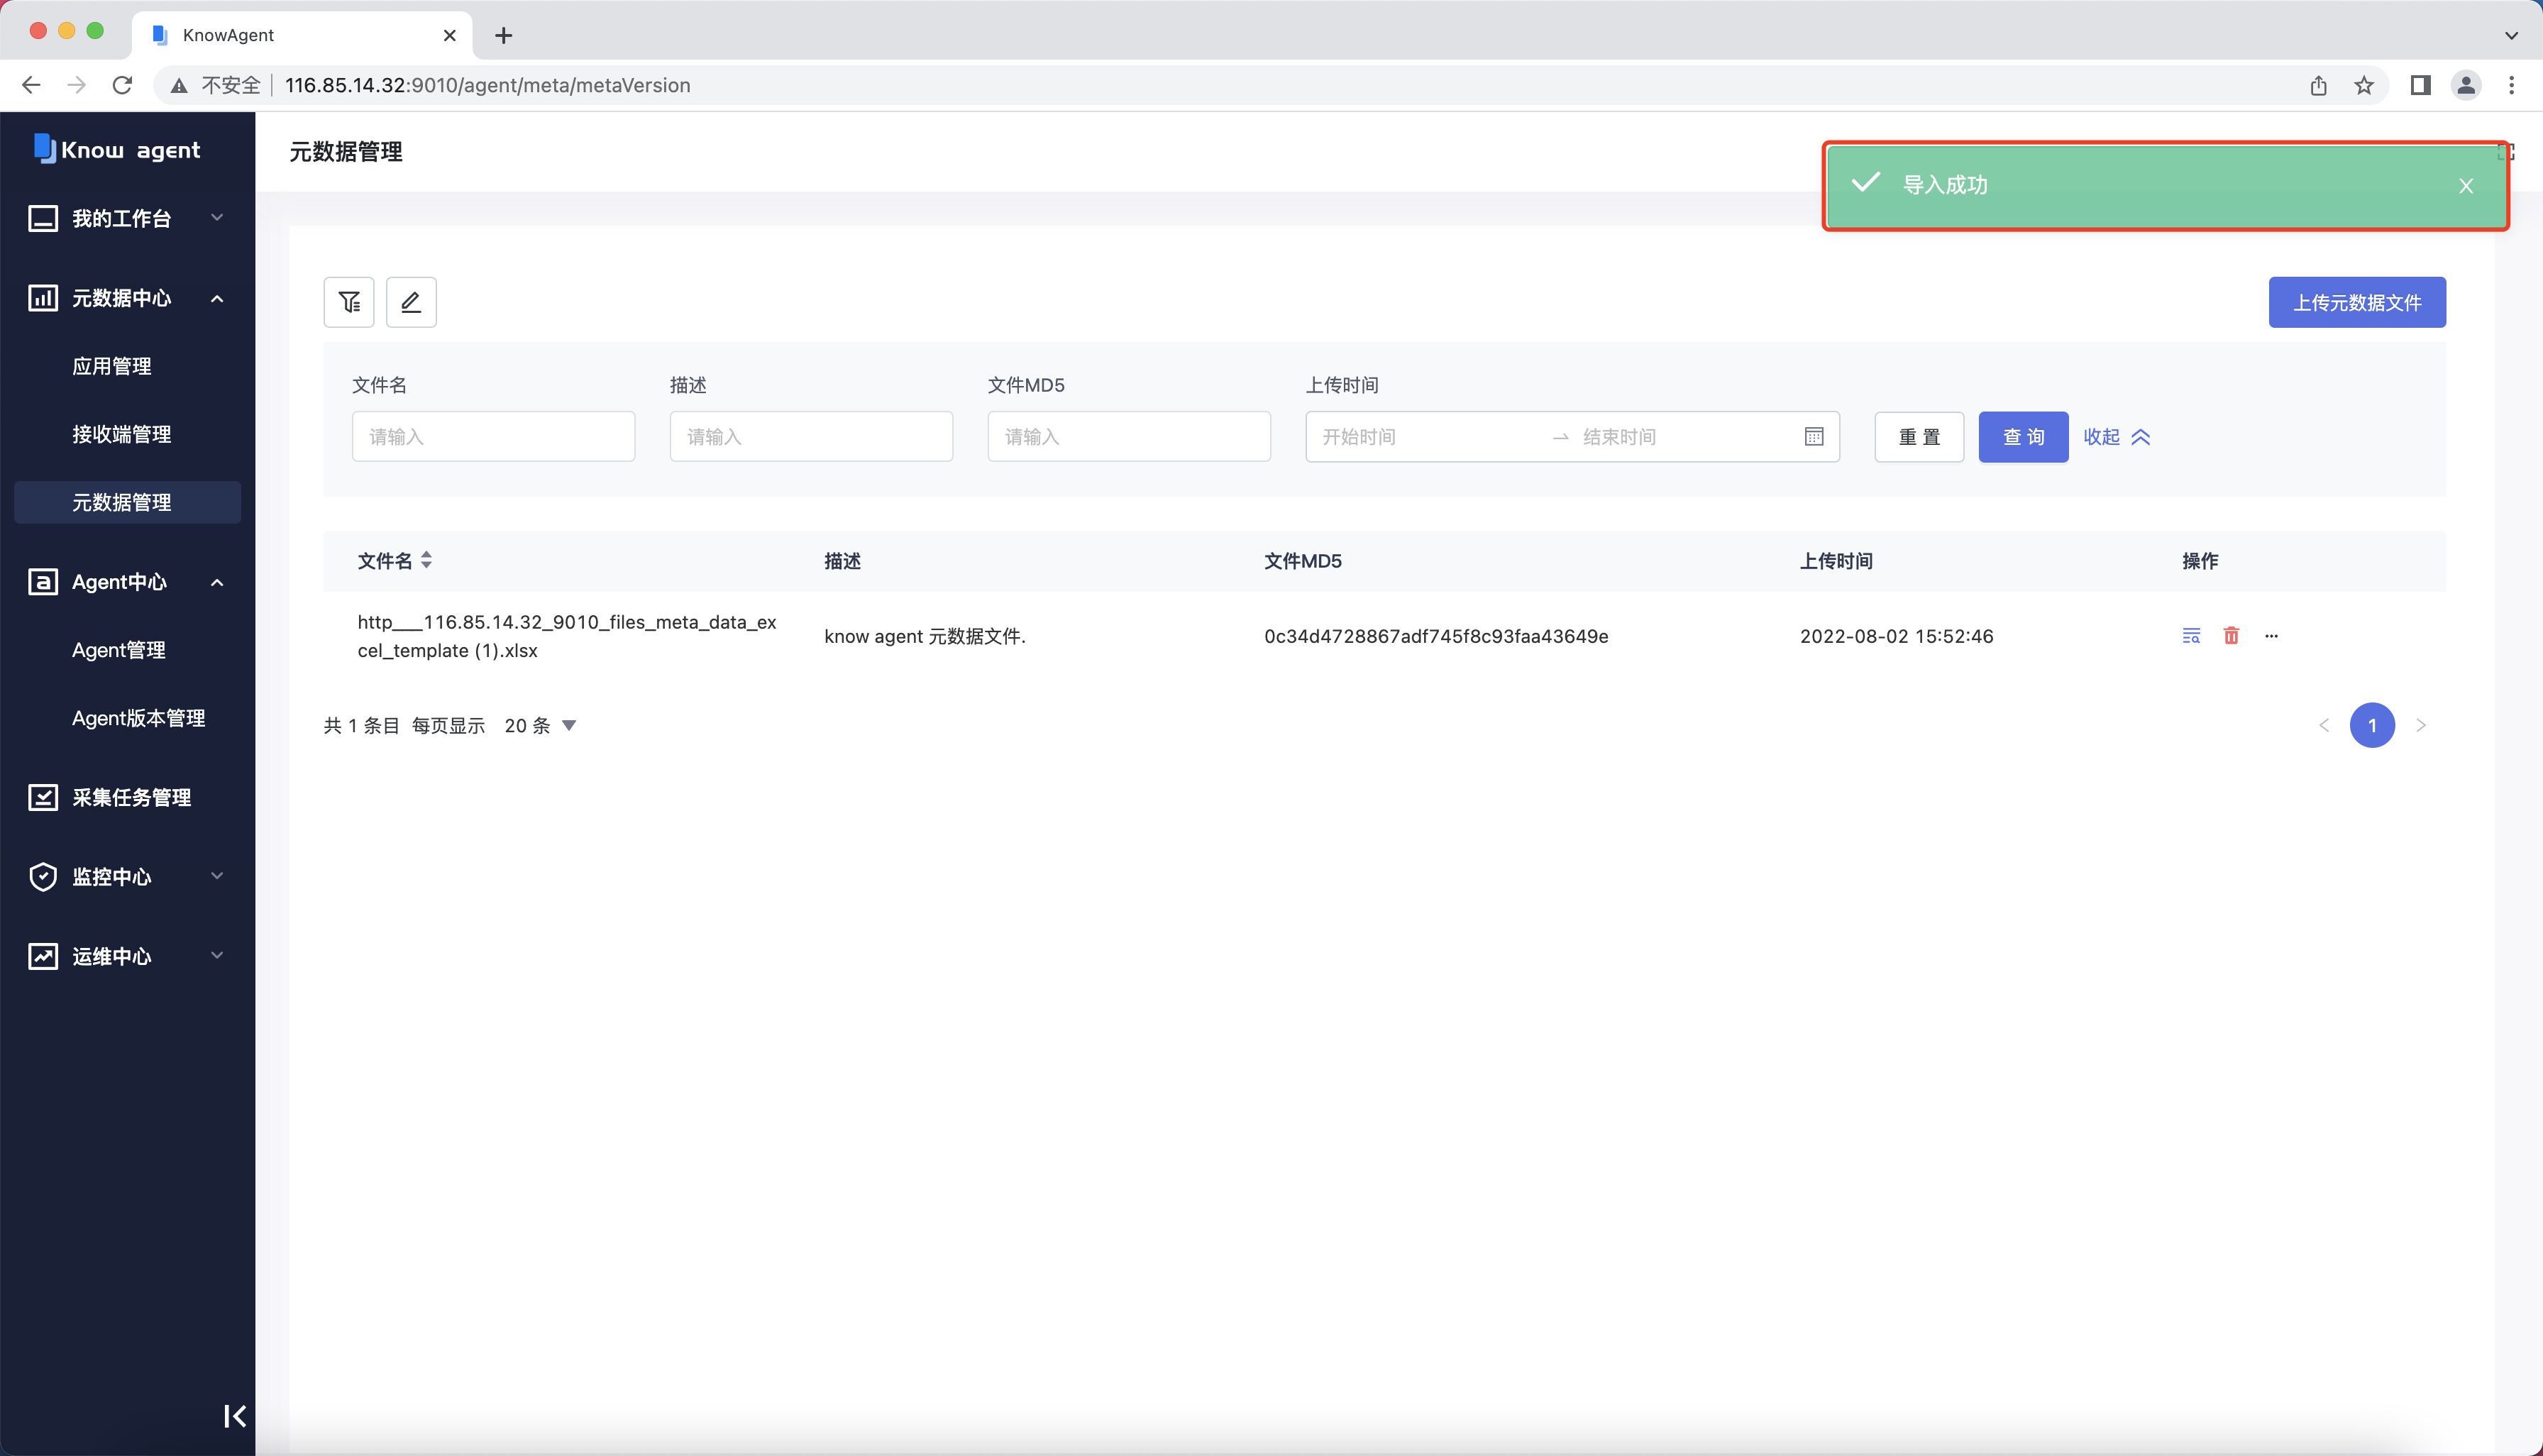 KnowAgent
不安全 116.85.14.32:9010/agent/meta/metaVersion
Know agent
我的工作台
元数据中心
应用管理
接收端管理
元数据管理
Agent中心
Agent管理
Agent版本管理
采集任务管理
监控中心
运维中心
元数据管理
导入成功
上传元数据文件
文件名 描述 文件MD5 上传时间
请输入 请输入 请输入 开始时间 结束时间 重 置 查 询 收起
文件名 描述 文件MD5 上传时间 操作
http___116.85.14.32_9010_files_meta_data_ex
cel_template (1).xlsx
know agent 元数据文件.
0c34d4728867adf745f8c93faa43649e
2022-08-02 15:52:46
共 1 条目 每页显示 20 条
1